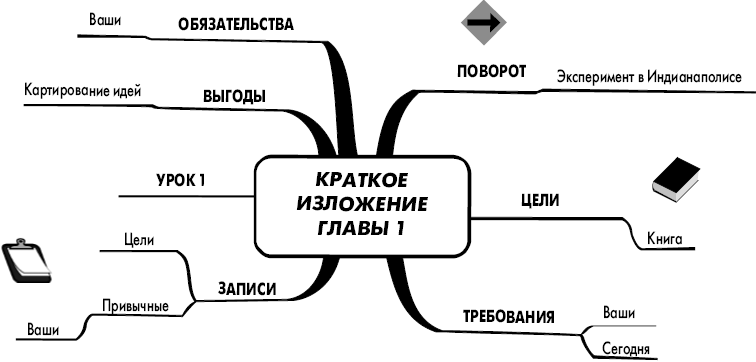 Ваши
ОБЯЗАТЕЛЬСТВА
ПОВОРОТ
Эксперимент в Индианаполисе
Картирование идей
ВЫГОДЫ
УРОК 1
КРАТКОЕ
ИЗЛОЖЕНИЕ
ГЛАВЫ 1
ЦЕЛИ
Книга
Цели
ЗАПИСИ
Привычные
Ваши
ТРЕБОВАНИЯ
Ваши
Сегодня